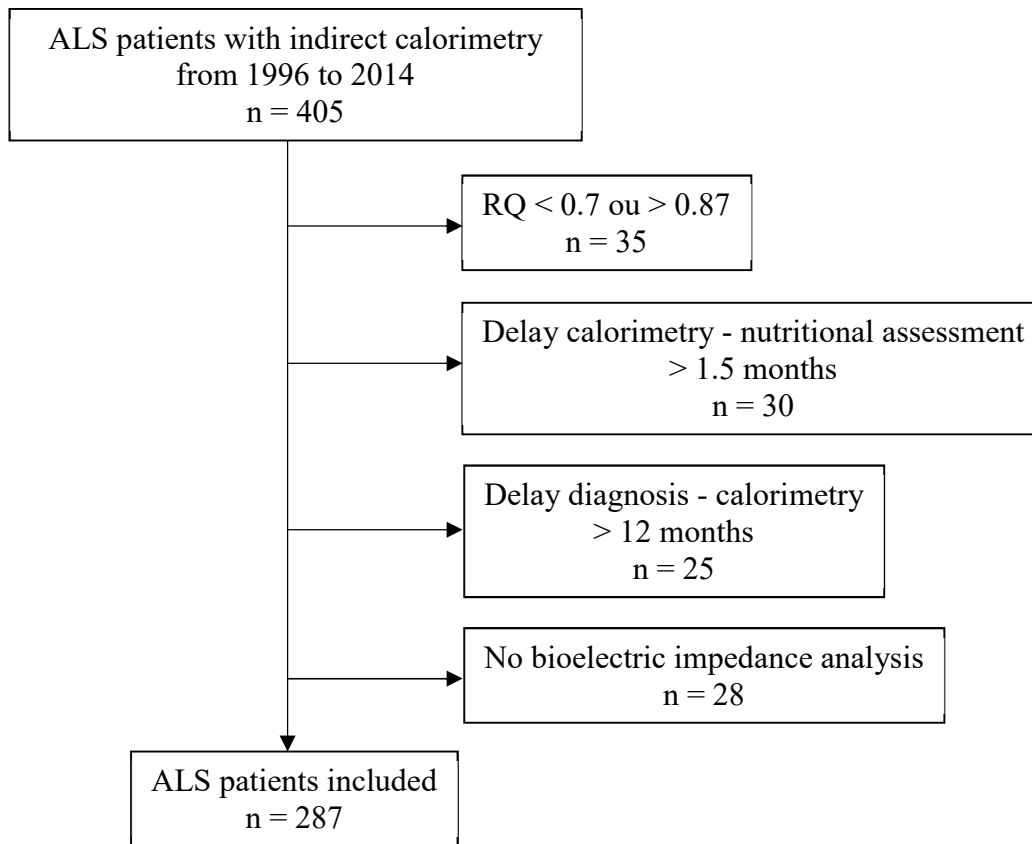 ALS patients with indirect calorimetry
from 1996 to 2014
n = 405
RQ < 0.7 ou > 0.87
n = 35
Delay calorimetry - nutritional assessment
> 1.5 months
n = 30
Delay diagnosis - calorimetry
> 12 months
n = 25
No bioelectric impedance analysis
n = 28
ALS patients included
n = 287